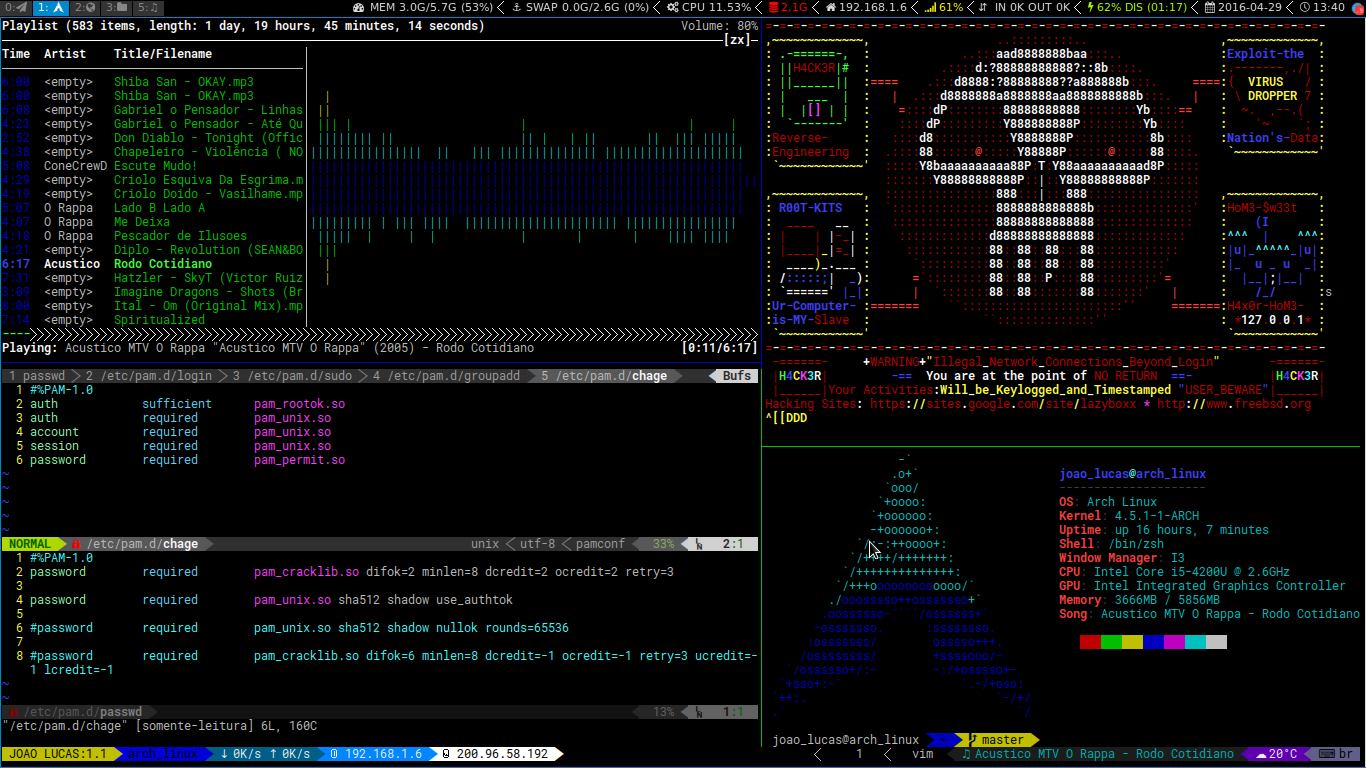 0: 1: 2: 3: 5: MEM 3.0G/5.7G (53%) SWAP 0.0G/2.6G (0%) CPU 11.53% 2.1G 192.168.1.6 61% IN 0K OUT 0K 62% DIS (01:17) 2016-04-29 13:40
Playlist (583 items, length: 1 day, 19 hours, 45 minutes, 14 seconds) Volume: 80%
[zx]
Time Artist Title/Filename
6:00 <empty> Shiba San - OKAY.mp3
6:00 <empty> Shiba San - OKAY.mp3
6:08 <empty> Gabriel o Pensador - Linhas
4:23 <empty> Gabriel o Pensador - Até Qu
2:52 <empty> Don Diablo - Tonight (Offic
4:38 <empty> Chapeleiro - Violência ( NO
5:08 ConeCrewD Escute Mudo!
4:29 <empty> Criolo Esquiva Da Esgrima.m
4:29 <empty> Criolo Doido - Vasilhame.mp
5:07 O Rappa Lado B Lado A
4:07 O Rappa Me Deixa
4:18 O Rappa Pescador de Ilusoes
4:21 <empty> Diplo - Revolution (SEAN&BO
6:17 Acustico Rodo Cotidiano
7:31 <empty> Hatzler - SkyT (Victor Ruiz
3:09 <empty> Imagine Dragons - Shots (Br
8:00 <empty> Ital - Om (Original Mix).mp
7:14 <empty> Spiritualized
Playing: Acustico MTV O Rappa "Acustico MTV O Rappa" (2005) - Rodo Cotidiano [0:11/6:17]
1 passwd 2 /etc/pam.d/login 3 /etc/pam.d/sudo 4 /etc/pam.d/groupadd 5 /etc/pam.d/chage Bufs
1 #%PAM-1.0
2 auth sufficient pam_rootok.so
3 auth required pam_unix.so
4 account required pam_unix.so
5 session required pam_unix.so
6 password required pam_permit.so
~
~
~
~
~
NORMAL /etc/pam.d/chage unix utf-8 pamconf 33% 2:1
1 #%PAM-1.0
2 password required pam_cracklib.so difok=2 minlen=8 dcredit=2 ocredit=2 retry=3
3
4 password required pam_unix.so sha512 shadow use_authtok
5
6 #password required pam_unix.so sha512 shadow nullok rounds=65536
7
8 #password required pam_cracklib.so difok=6 minlen=8 dcredit=-1 ocredit=-1 retry=3 ucredit=-
1 lcredit=-1
~
~
/etc/pam.d/passwd 13% 1:1
"/etc/pam.d/chage" [somente-leitura] 6L, 160C
JOAO LUCAS:1.1 arch_linux ↓ 0K/s ↑ 0K/s 192.168.1.6 200.96.58.192
H4CK3R
Reverse-
Engineering
Exploit-the
VIRUS
DROPPER
Nation's-Data
R00T-KITS
Ur-Computer-
is-MY-Slave
HoM3-$w33t
H4x0r-HoM3-
*127 0 0 1*
+WARNING+"Illegal_Network_Connections_Beyond_Login"
|H4CK3R| -== You are at the point of NO RETURN ==- |H4CK3R|
|______|Your Activities:Will_be_Keylogged_and_Timestamped "USER_BEWARE"|______|
Hacking Sites: https://sites.google.com/site/lazyboxx * http://www.freebsd.org
^[[DDD
joao_lucas@arch_linux
OS: Arch Linux
Kernel: 4.5.1-1-ARCH
Uptime: up 16 hours, 7 minutes
Shell: /bin/zsh
Window Manager: I3
CPU: Intel Core i5-4200U @ 2.6GHz
GPU: Intel Integrated Graphics Controller
Memory: 3666MB / 5856MB
Song: Acustico MTV O Rappa - Rodo Cotidiano
joao_lucas@arch_linux ~ master
1 vim Acustico MTV O Rappa - Rodo Cotidiano 20°C br